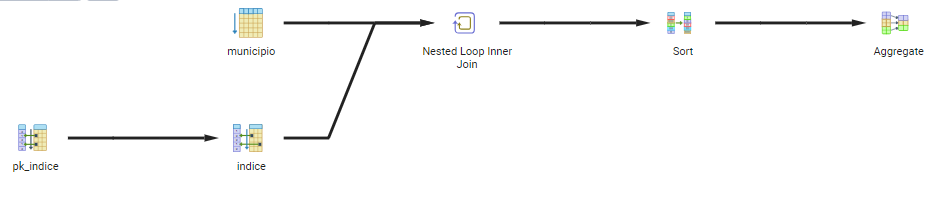 municipio
Nested Loop Inner
Join
Sort
Aggregate
pk_indice
indice